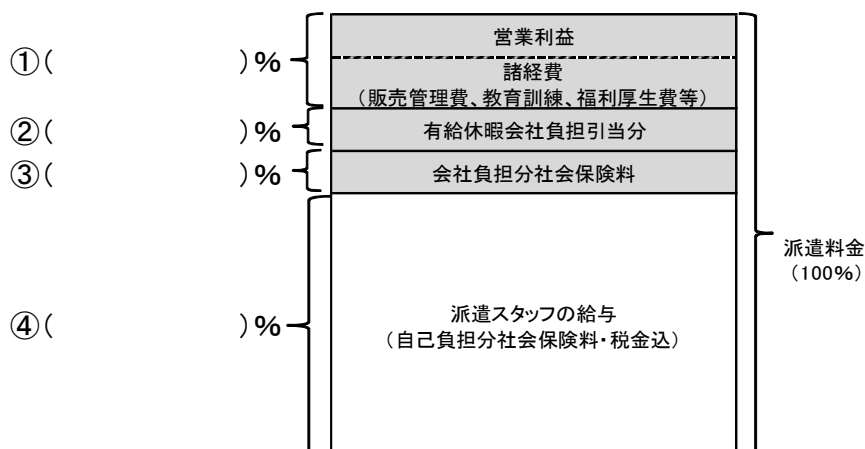 営業利益
諸経費
（販売管理費、教育訓練、福利厚生費等）
①(　　　　　)%
有給休暇会社負担引当分
②(　　　　　)%
会社負担分社会保険料
③(　　　　　)%
派遣料金
（100%）
派遣スタッフの給与
（自己負担分社会保険料・税金込）
④(　　　　　)%